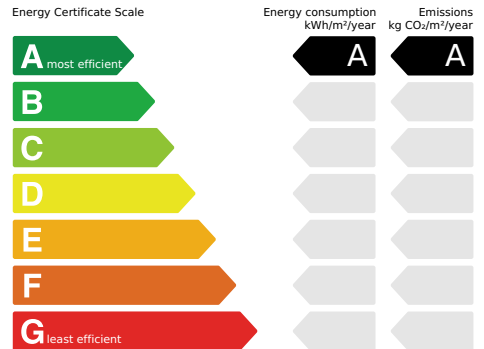 Energy Certificate Scale
Energy consumption
kWh/m²/year
Emissions
kg CO₂/m²/year
A most efficient
A
A
B
C
D
E
F
G least efficient